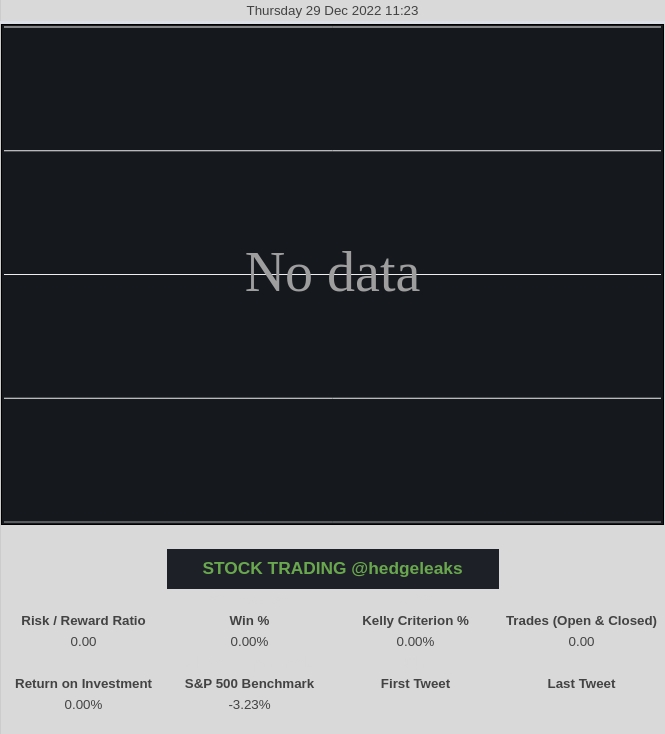 Thursday 29 Dec 2022 11:23
No data
STOCK TRADING @hedgeleaks
Risk / Reward Ratio Win % Kelly Criterion % Trades (Open & Closed)
0.00 0.00% 0.00% 0.00
Return on Investment S&P 500 Benchmark First Tweet Last Tweet
0.00% -3.23%